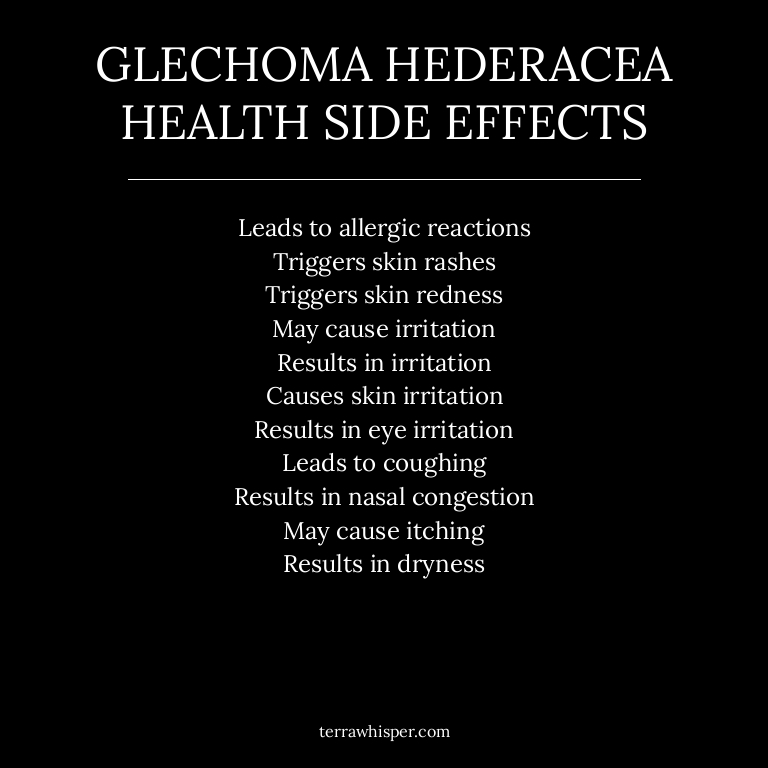 GLECHOMA HEDERACEA
HEALTH SIDE EFFECTS
Leads to allergic reactions
Triggers skin rashes
Triggers skin redness
May cause irritation
Results in irritation
Causes skin irritation
Results in eye irritation
Leads to coughing
Results in nasal congestion
May cause itching
Results in dryness
terrawhisper.com